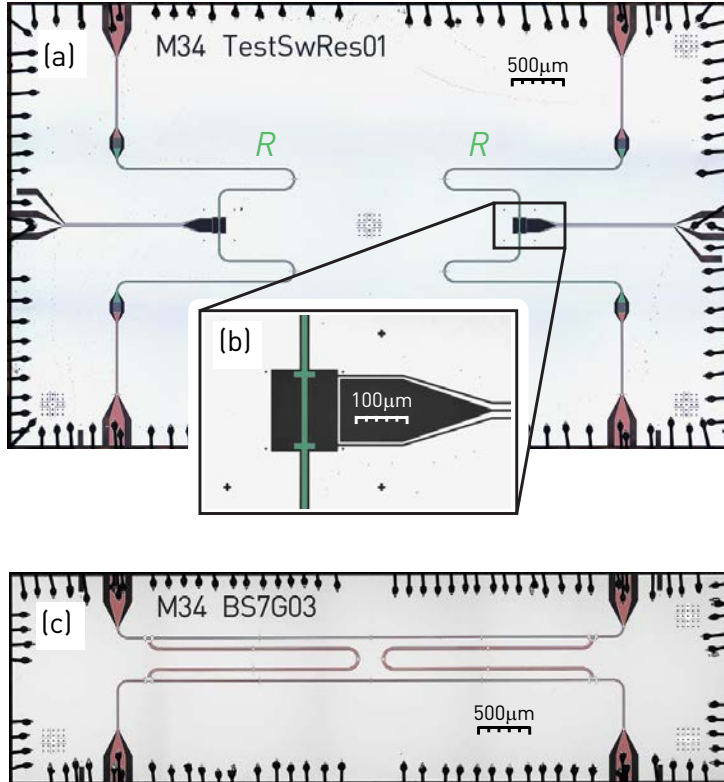 (a)
M34 TestSwRes01
500μm
R
R
(b)
100μm
(c)
M34 BS7G03
500μm